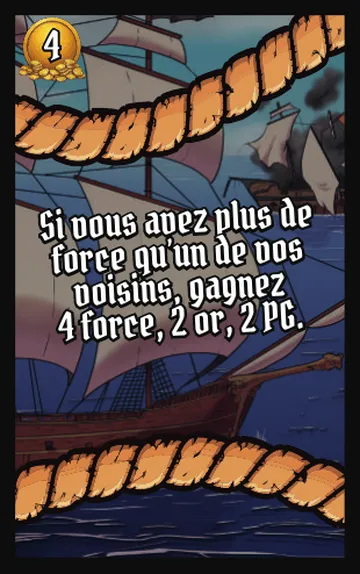 4
Si vous avez plus de
force qu'un de vos
voisins, gagnez
4 force, 2 or, 2 PG.